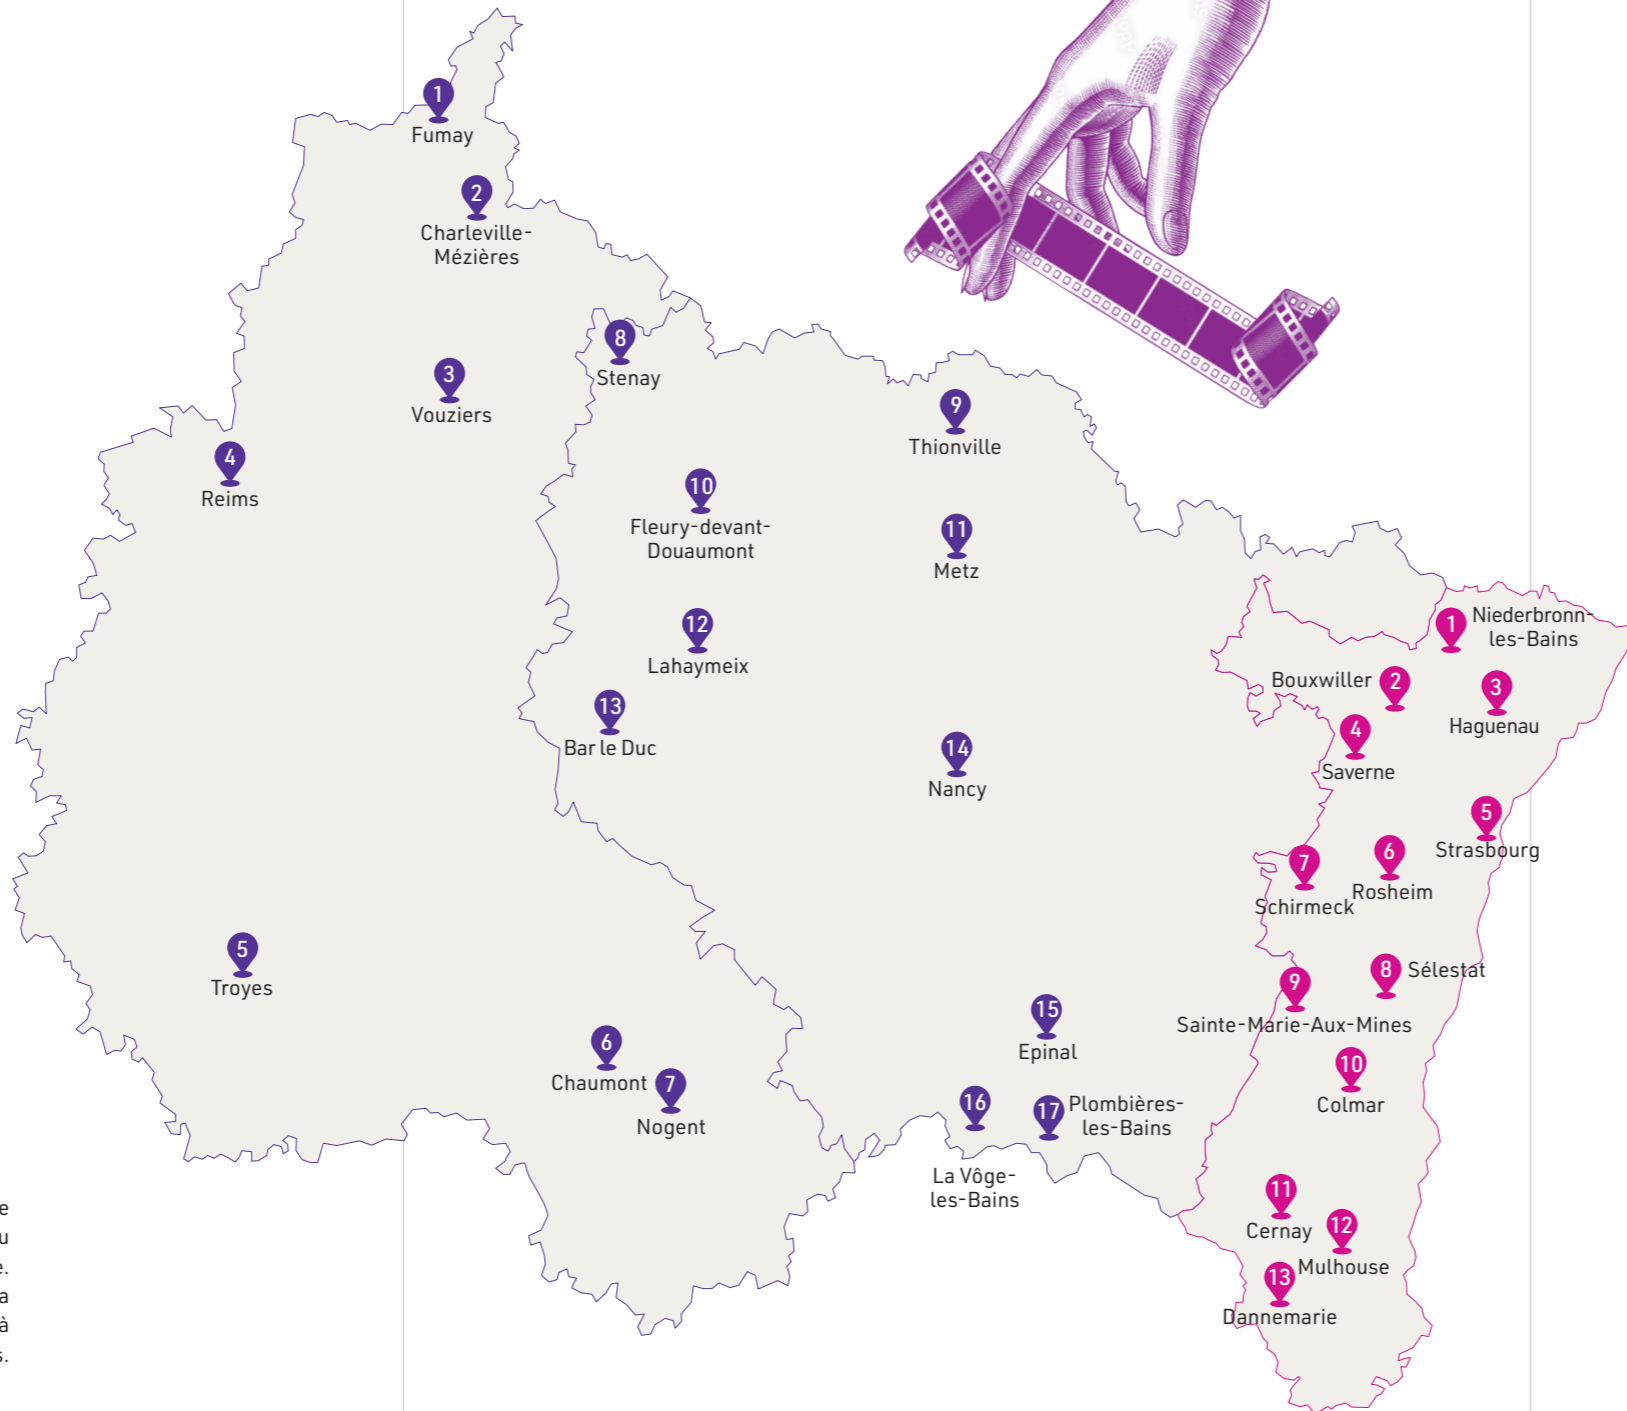 1
Fumay
2
Charleville-
Mézières
8
Stenay
3
Vouziers
9
Thionville
4
Reims
10
Fleury-devant-
Douaumont
11
Metz
12
Lahaymeix
13
Bar le Duc
14
Nancy
5
Troyes
6
Chaumont
7
Nogent
15
Epinal
16
La Vôge-
les-Bains
17
Plombières-
les-Bains
1
Niederbronn-
les-Bains
Bouxwiller
2
3
Haguenau
4
Saverne
5
Strasbourg
6
Rosheim
7
Schirmeck
8
Sélestat
9
Sainte-Marie-Aux-Mines
10
Colmar
11
Cernay
12
Mulhouse
13
Dannemarie
e
u
e.
a
à
s.